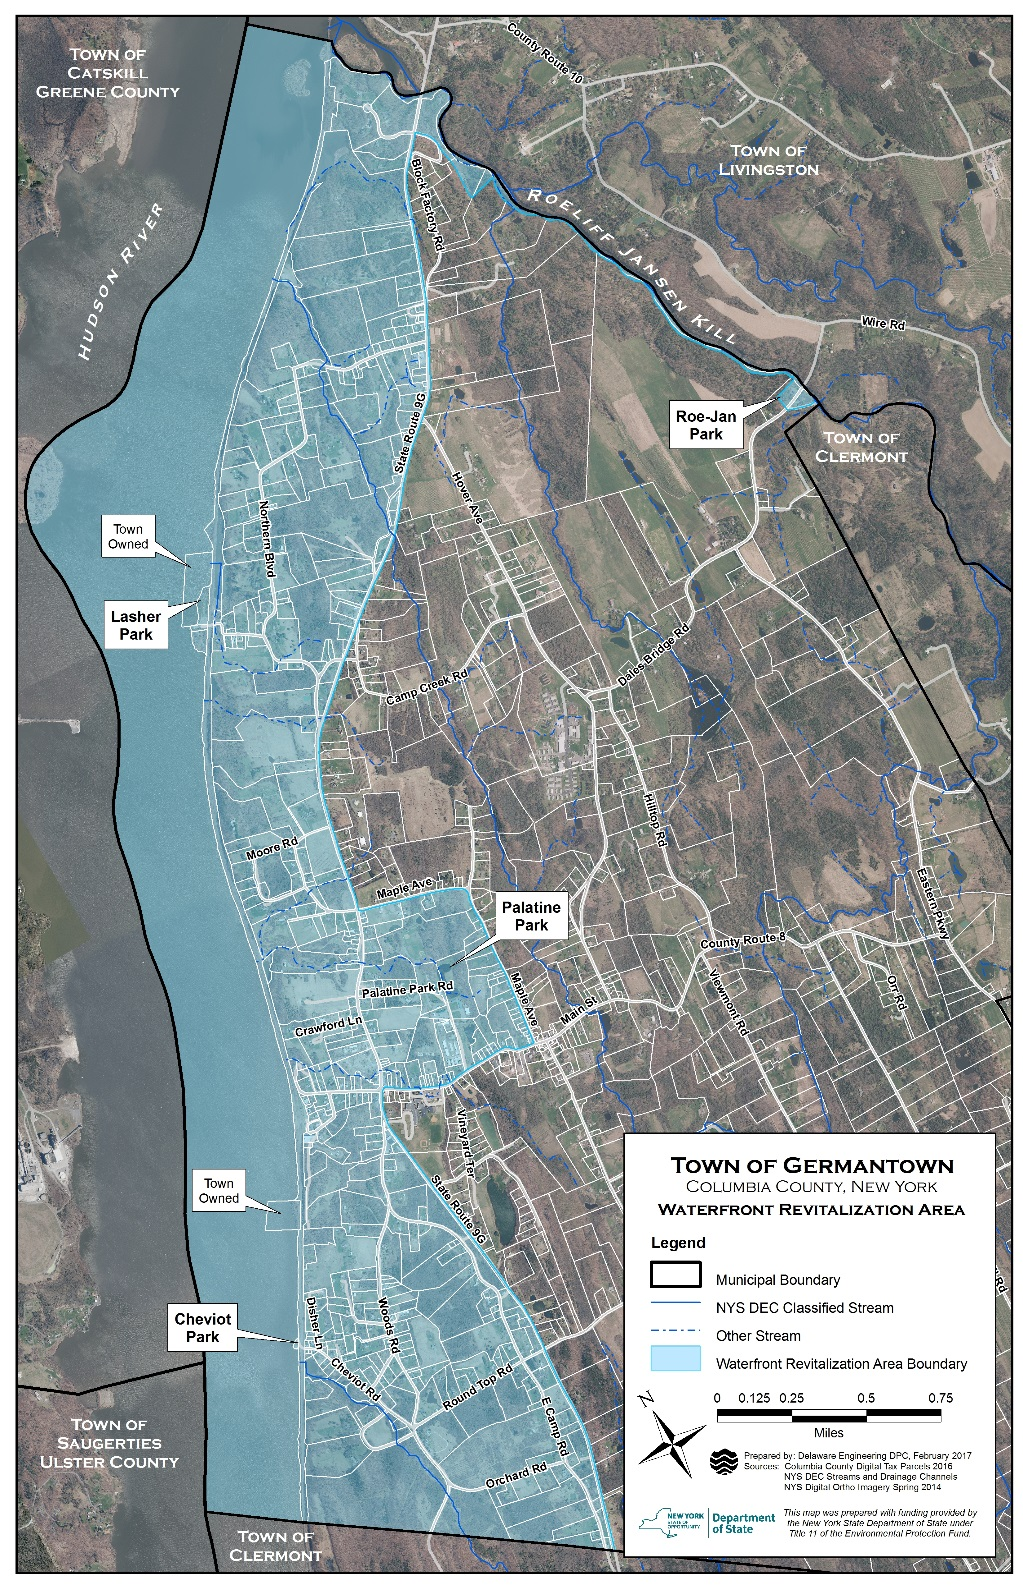 TOWN OF
CATSKILL
GREENE COUNTY
County Route 10
TOWN OF
LIVINGSTON
HUDSON RIVER
Block Factory Rd
ROELIFF JANSEN KILL
Wire Rd
State Route 9G
Roe-Jan
Park
TOWN OF
CLERMONT
Hover Ave
Northern Blvd
Town
Owned
Lasher
Park
Dales Bridge Rd
Camp Creek Rd
Hilltop Rd
Moore Rd
Maple Ave
Eastern Pkwy
Palatine
Park
County Route 8
Palatine Park Rd
Maple Ave
Main St
Viewmont Rd
Orr Rd
Crawford Ln
Vineyard Ter
Town
Owned
State Route 9G
Cheviot
Park
Disher Ln
Woods Rd
Cheviot Rd
Round Top Rd
E Camp Rd
Orchard Rd
TOWN OF
SAUGERTIES
ULSTER COUNTY
TOWN OF
CLERMONT
TOWN OF GERMANTOWN
COLUMBIA COUNTY, NEW YORK
WATERFRONT REVITALIZATION AREA
Legend
Municipal Boundary
NYS DEC Classified Stream
Other Stream
Waterfront Revitalization Area Boundary
N
0 0.125 0.25 0.5 0.75
Miles
Prepared by: Delaware Engineering DPC, February 2017
Sources: Columbia County Digital Tax Parcels 2016
NYS DEC Streams and Drainage Channels
NYS Digital Ortho Imagery Spring 2014
NEW YORK
STATE OF
OPPORTUNITY
Department
of State
This map was prepared with funding provided by
the New York State Department of State under
Title 11 of the Environmental Protection Fund.
Rd